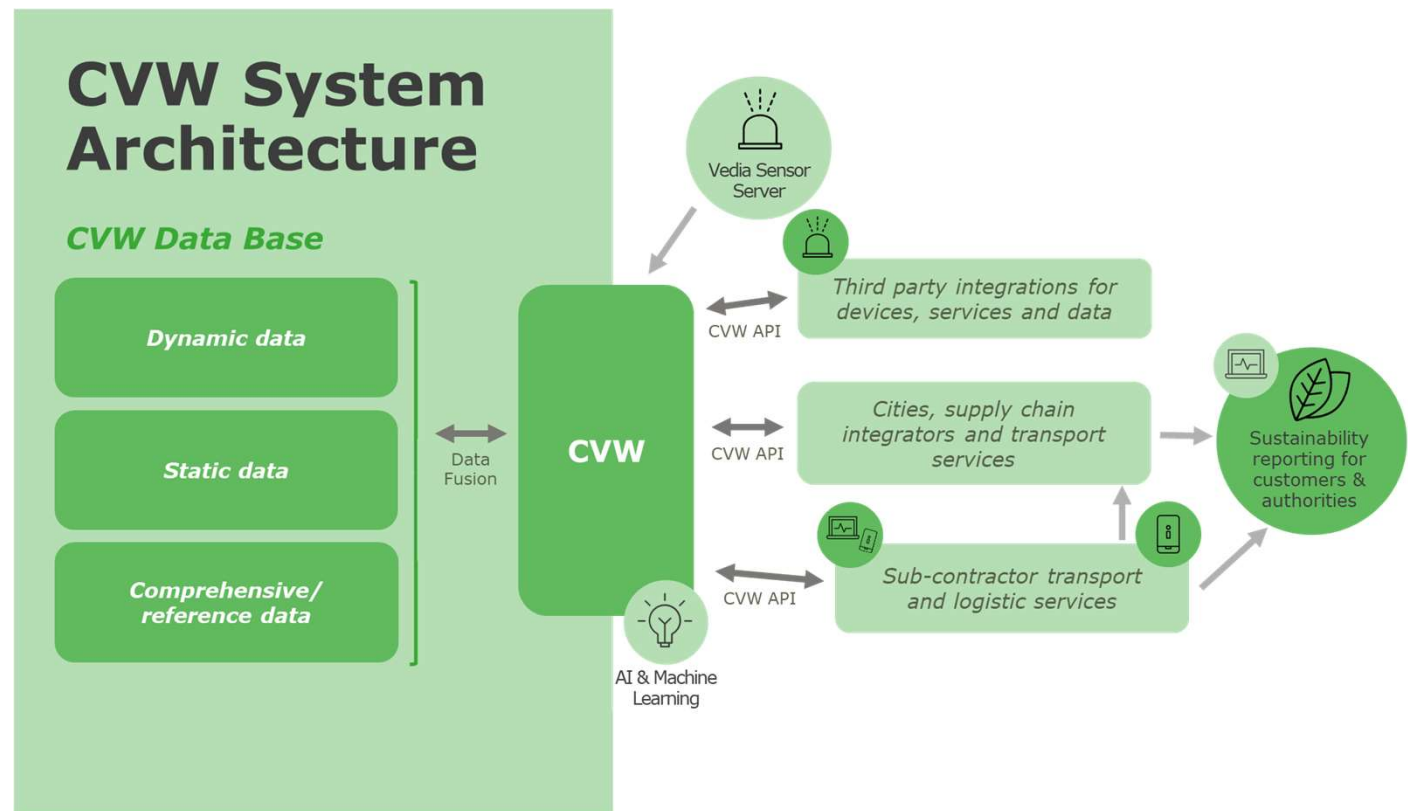 CVW System
Architecture
CVW Data Base
Dynamic data
Static data
Comprehensive/
reference data
Data
Fusion
CVW
AI & Machine
Learning
Vedia Sensor
Server
CVW API
Third party integrations for
devices, services and data
CVW API
Cities, supply chain
integrators and transport
services
CVW API
Sub-contractor transport
and logistic services
Sustainability
reporting for
customers &
authorities